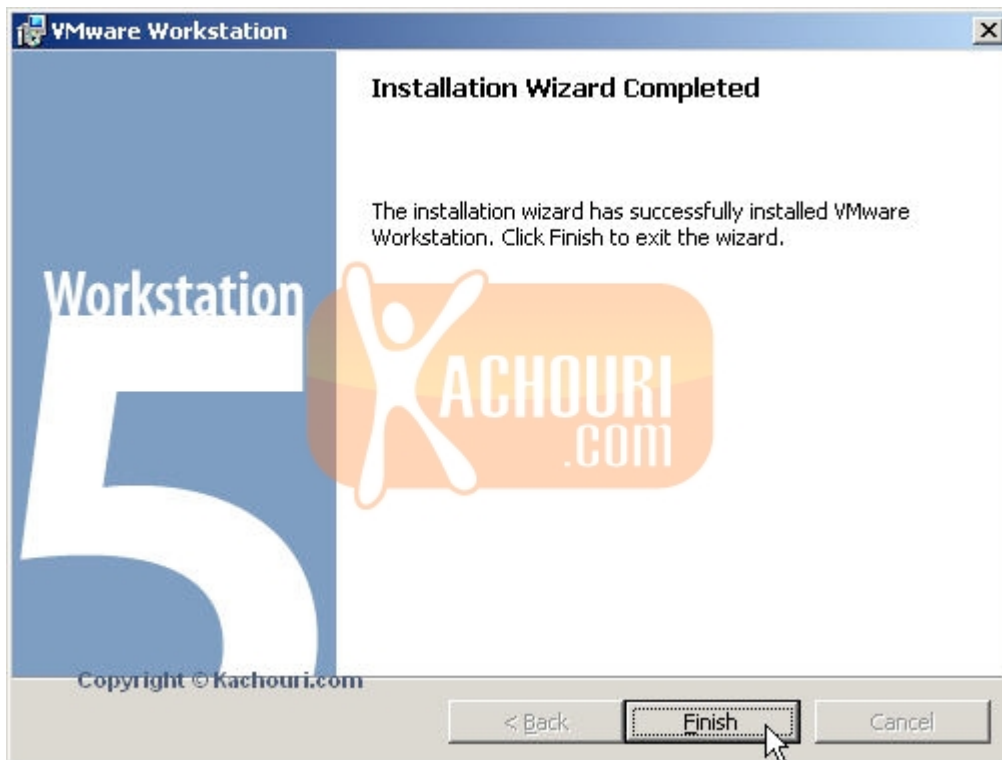 VMware Workstation
Installation Wizard Completed
The installation wizard has successfully installed VMware
Workstation. Click Finish to exit the wizard.
Workstation
5
KACHOURI
.COM
Copyright © Kachouri.com
< Back
Finish
Cancel